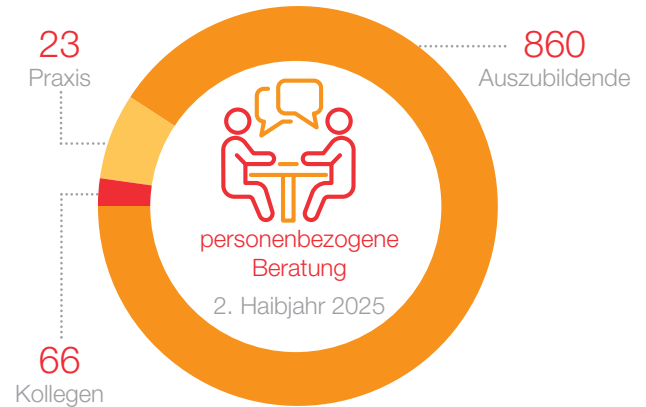 23
Praxis
860
Auszubildende
personenbezogene
Beratung
2. Haibjahr 2025
66
Kollegen